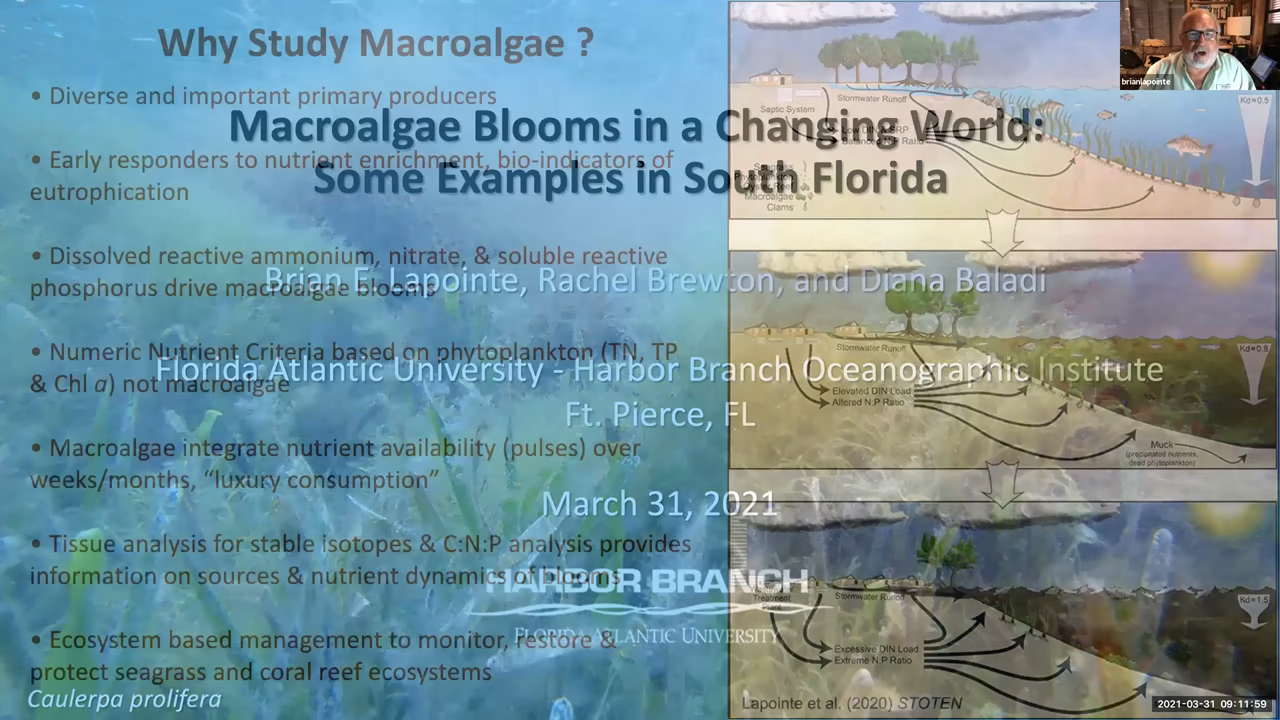 Why Study Macroalgae ?
• Diverse and important primary producers
• Early responders to nutrient enrichment, bio-indicators of
eutrophication
• Dissolved reactive ammonium, nitrate, & soluble reactive
phosphorus drive macroalgae blooms
• Numeric Nutrient Criteria based on phytoplankton (TN, TP
& Chl a) not macroalgae
• Macroalgae integrate nutrient availability (pulses) over
weeks/months, “luxury consumption”
• Tissue analysis for stable isotopes & C:N:P analysis provides
information on sources & nutrient dynamics of blooms
• Ecosystem based management to monitor, restore &
protect seagrass and coral reef ecosystems
Caulerpa prolifera
Macroalgae Blooms in a Changing World:
Some Examples in South Florida
Brian E. Lapointe, Rachel Brewton, and Diana Baladi
Florida Atlantic University - Harbor Branch Oceanographic Institute
Ft. Pierce, FL
March 31, 2021
HARBOR BRANCH
FLORIDA ATLANTIC UNIVERSITY
brianlapointe
Septic System
Stormwater Runoff
Low DIN & SRP
Balanced N:P Ratio
Macroalgae
Clams
Kd=0.5
Stormwater Runoff
Elevated DIN Load
Altered N:P Ratio
Kd=0.8
Muck
(precipitated nutrients,
dead phytoplankton)
Treatment
Plant
Stormwater Runoff
Excessive DIN Load
Extreme N:P Ratio
Kd=1.5
Lapointe et al. (2020) STOTEN
2021-03-31 09:11:59